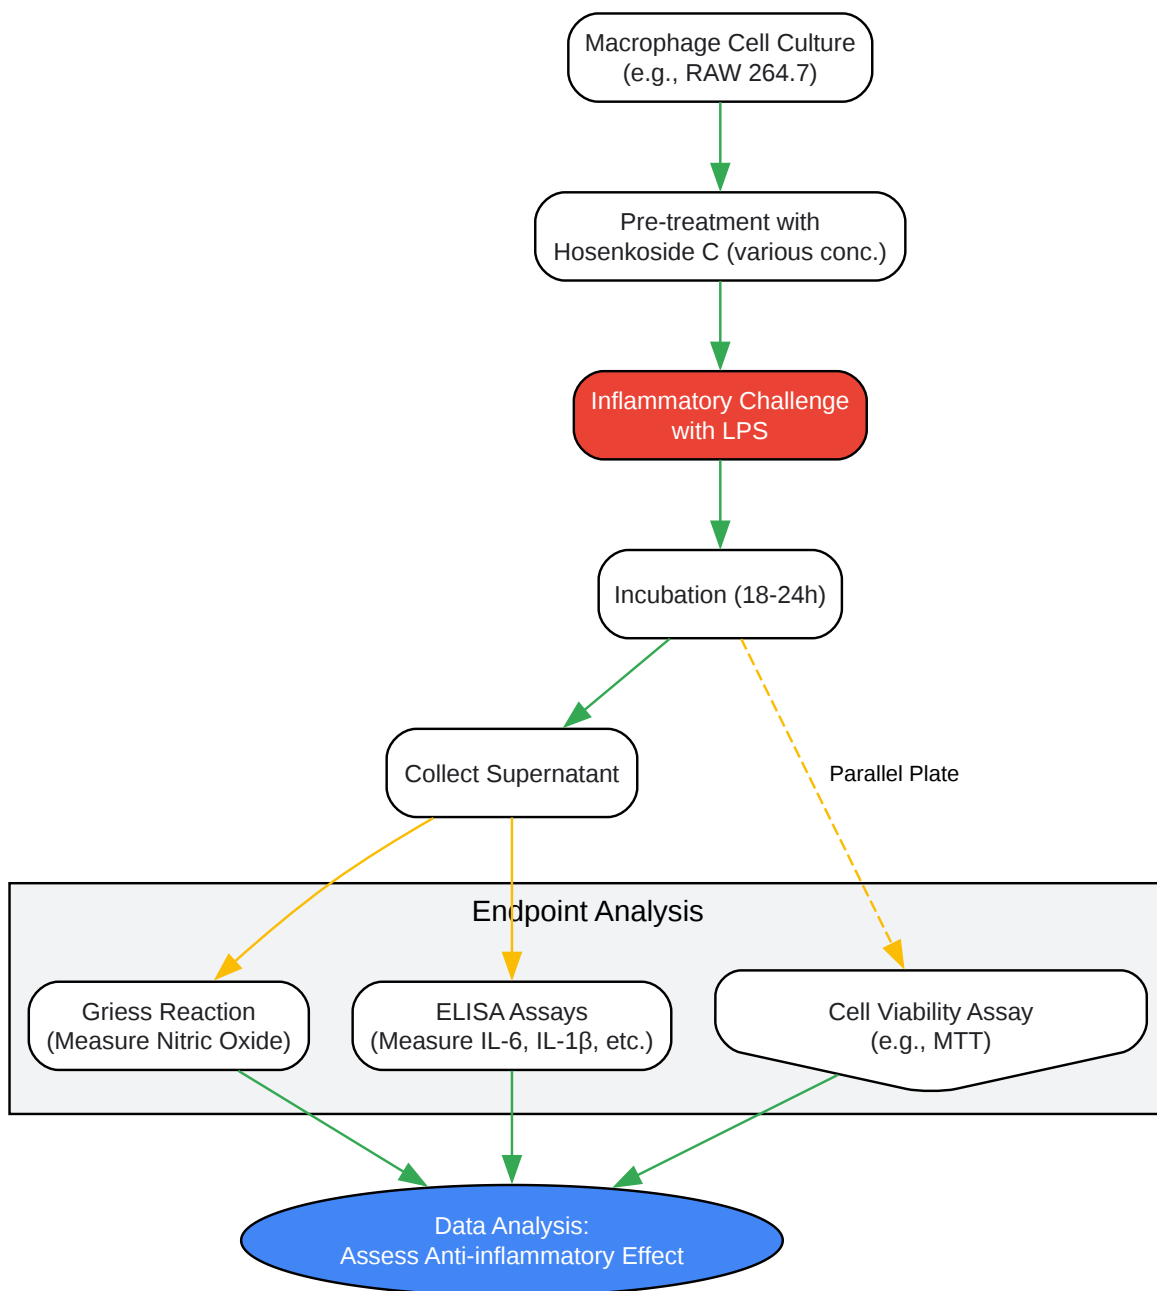 Macrophage Cell Culture
(e.g., RAW 264.7)
Pre-treatment with
Hosenkoside C (various conc.)
Inflammatory Challenge
with LPS
Incubation (18-24h)
Collect Supernatant
Parallel Plate
Endpoint Analysis
Griess Reaction
(Measure Nitric Oxide)
ELISA Assays
(Measure IL-6, IL-1β, etc.)
Cell Viability Assay
(e.g., MTT)
Data Analysis:
Assess Anti-inflammatory Effect